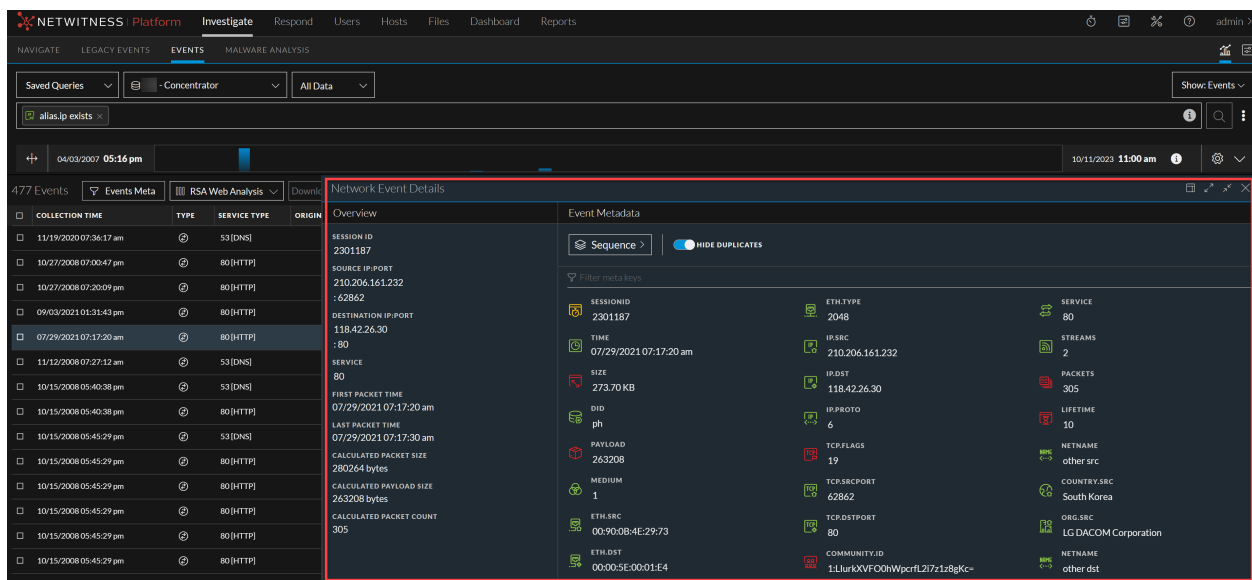 NETWITNESS Platform Investigate Respond Users Hosts Files Dashboard Reports admin
NAVIGATE LEGACY EVENTS EVENTS MALWARE ANALYSIS
Saved Queries - Concentrator All Data Show: Events
alias.ip exists
04/03/2007 05:16 pm 10/11/2023 11:00 am
477 Events Events Meta RSA Web Analysis Downlo
COLLECTION TIME TYPE SERVICE TYPE ORIGIN
11/19/2020 07:36:17 am 53 [DNS]
10/27/2008 07:00:47 pm 80 [HTTP]
10/27/2008 07:20:09 pm 80 [HTTP]
09/03/2021 01:31:43 pm 80 [HTTP]
07/29/2021 07:17:20 am 80 [HTTP]
11/12/2008 07:27:12 am 53 [DNS]
10/15/2008 05:40:38 pm 53 [DNS]
10/15/2008 05:40:38 pm 80 [HTTP]
10/15/2008 05:45:29 pm 53 [DNS]
10/15/2008 05:45:29 pm 80 [HTTP]
10/15/2008 05:45:29 pm 80 [HTTP]
10/15/2008 05:45:29 pm 80 [HTTP]
10/15/2008 05:45:29 pm 80 [HTTP]
10/15/2008 05:45:29 pm 80 [HTTP]
Network Event Details
Overview
SESSION ID
2301187
SOURCE IP:PORT
210.206.161.232
: 62862
DESTINATION IP:PORT
118.42.26.30
: 80
SERVICE
80
FIRST PACKET TIME
07/29/2021 07:17:20 am
LAST PACKET TIME
07/29/2021 07:17:30 am
CALCULATED PACKET SIZE
280264 bytes
CALCULATED PAYLOAD SIZE
263208 bytes
CALCULATED PACKET COUNT
305
Event Metadata
Sequence HIDE DUPLICATES
Filter meta keys
SESSIONID
2301187
TIME
07/29/2021 07:17:20 am
SIZE
273.70 KB
DID
ph
PAYLOAD
263208
MEDIUM
1
ETH.SRC
00:90:0B:4E:29:73
ETH.DST
00:00:5E:00:01:E4
ETH.TYPE
2048
IP.SRC
210.206.161.232
IP.DST
118.42.26.30
IP.PROTO
6
TCP.FLAGS
19
TCP.SRCPORT
62862
TCP.DSTPORT
80
COMMUNITY.ID
1:LlurkXVFO0hWpcrfL2i7z1z8gKc=
SERVICE
80
STREAMS
2
PACKETS
305
LIFETIME
10
NETNAME
other src
COUNTRY.SRC
South Korea
ORG.SRC
LG DACOM Corporation
NETNAME
other dst